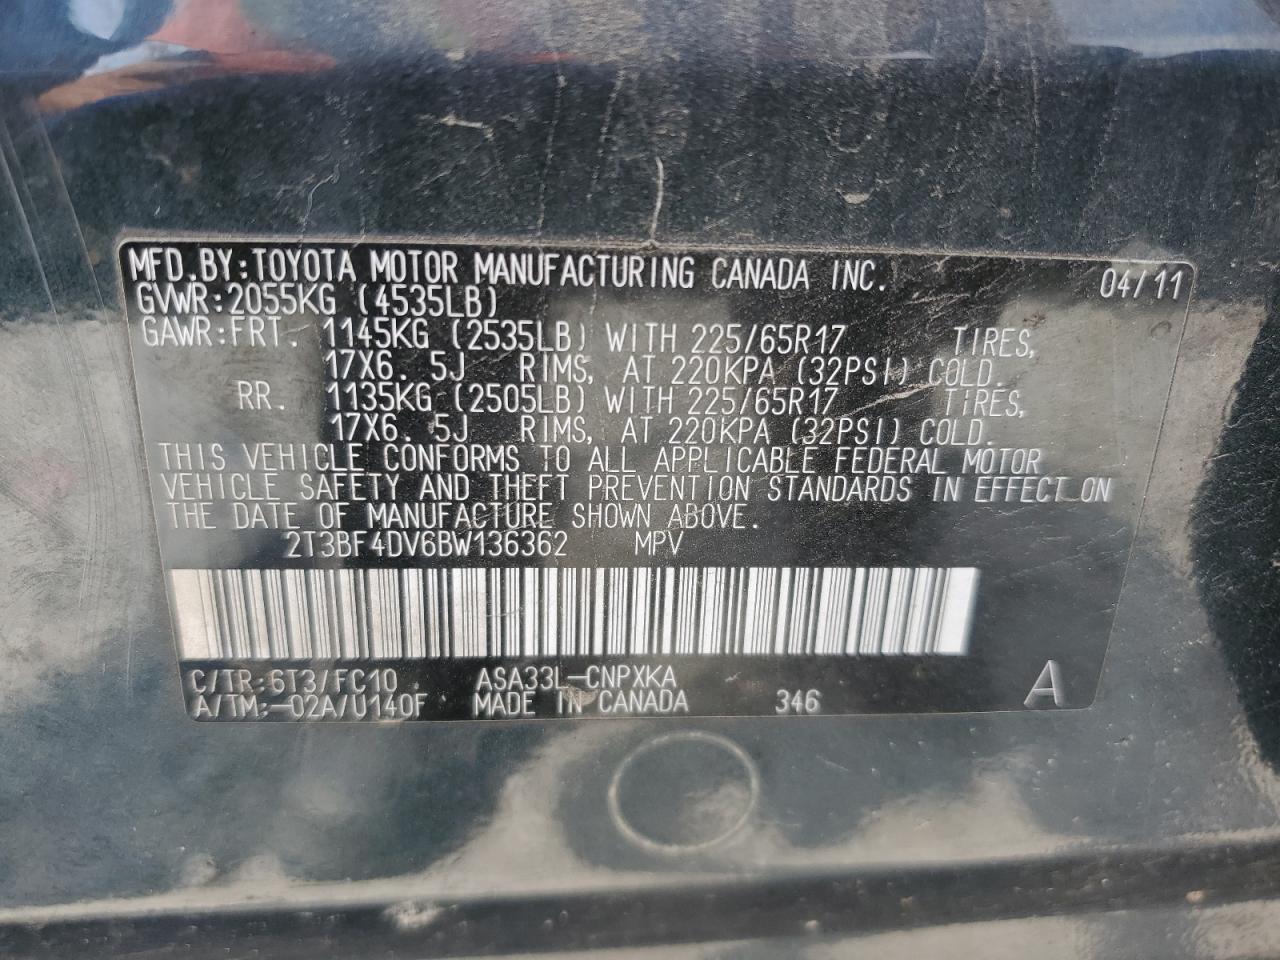 MFD.BY:TOYOTA MOTOR MANUFACTURING CANADA INC. 04/11
GVWR:2055KG (4535LB)
GAWR:FRT. 1145KG (2535LB) WITH 225/65R17 TIRES,
17X6. 5J RIMS, AT 220KPA (32PSI) COLD.
RR. 1135KG (2505LB) WITH 225/65R17 TIRES,
17X6. 5J RIMS, AT 220KPA (32PSI) COLD.
THIS VEHICLE CONFORMS TO ALL APPLICABLE FEDERAL MOTOR
VEHICLE SAFETY AND THEFT PREVENTION STANDARDS IN EFFECT ON
THE DATE OF MANUFACTURE SHOWN ABOVE.
2T3BF4DV6BW136362 MPV
C/TR:6T3/FC10 ASA33L-CNPXKA
A/TM:-02A/U140F MADE IN CANADA 346 A